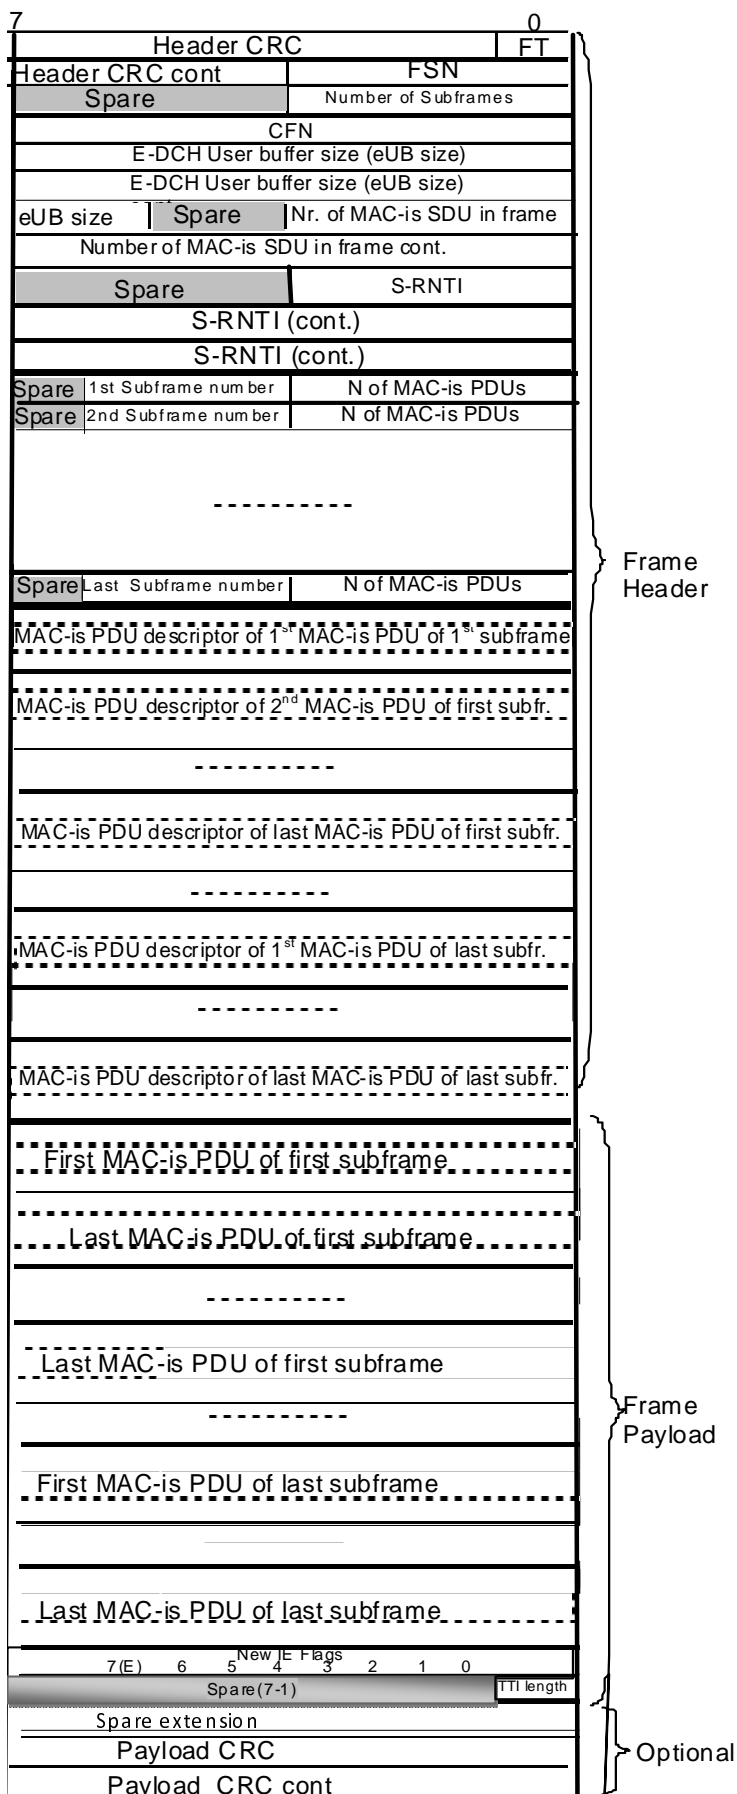 7 0
Header CRC FT
Header CRC cont FSN
Spare Number of Subframes
CFN
E-DCH User buffer size (eUB size)
E-DCH User buffer size (eUB size)
eUB size Spare Nr. of MAC-is SDU in frame
Number of MAC-is SDU in frame cont.
Spare S-RNTI
S-RNTI (cont.)
S-RNTI (cont.)
Spare 1st Subframe number N of MAC-is PDUs
Spare 2nd Subframe number N of MAC-is PDUs
Frame
Header
Spare Last Subframe number N of MAC-is PDUs
MAC-is PDU descriptor of 1st MAC-is PDU of 1st subframe
MAC-is PDU descriptor of 2nd MAC-is PDU of first subfr.
MAC-is PDU descriptor of last MAC-is PDU of first subfr.
MAC-is PDU descriptor of 1st MAC-is PDU of last subfr.
MAC-is PDU descriptor of last MAC-is PDU of last subfr.
First MAC-is PDU of first subframe
Last MAC-is PDU of first subframe
Last MAC-is PDU of first subframe
Frame
Payload
First MAC-is PDU of last subframe
Last MAC-is PDU of last subframe
New IE Flags
7(E) 6 5 4 3 2 1 0
Spare(7-1) TTI length
Spare extension
Payload CRC
Optional
Payload CRC cont